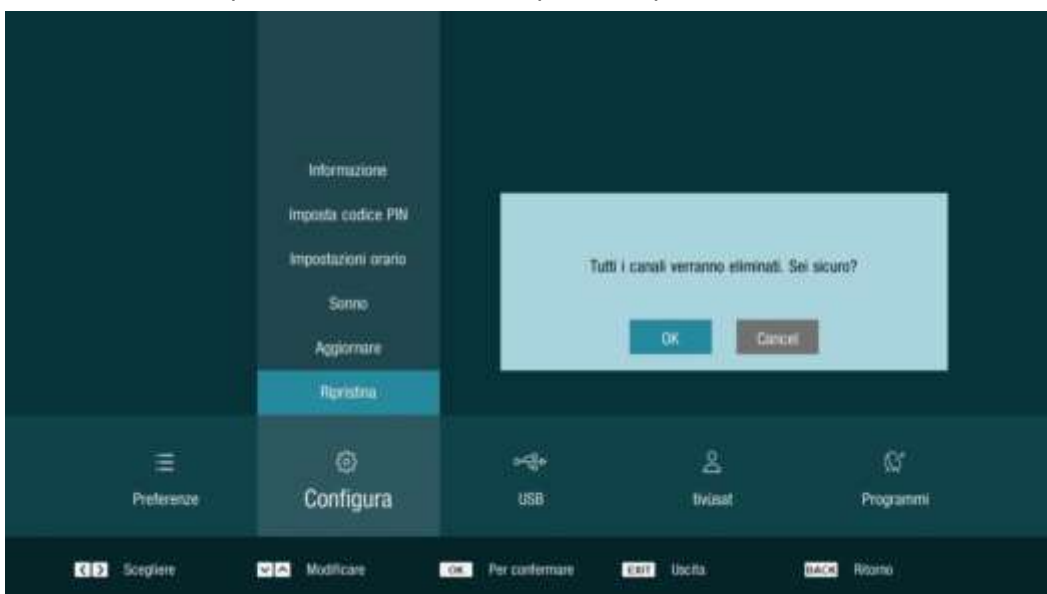 Informazione
Imposta codice PIN
Impostazioni orario
Sonno
Aggiornare
Ripristina
Tutti i canali verranno eliminati. Sei sicuro?
OK Cancel
Preferenze Configura USB tivùsat Programmi
Scegliere Modificare OK Per confermare EXIT Uscita BACK Ritorno